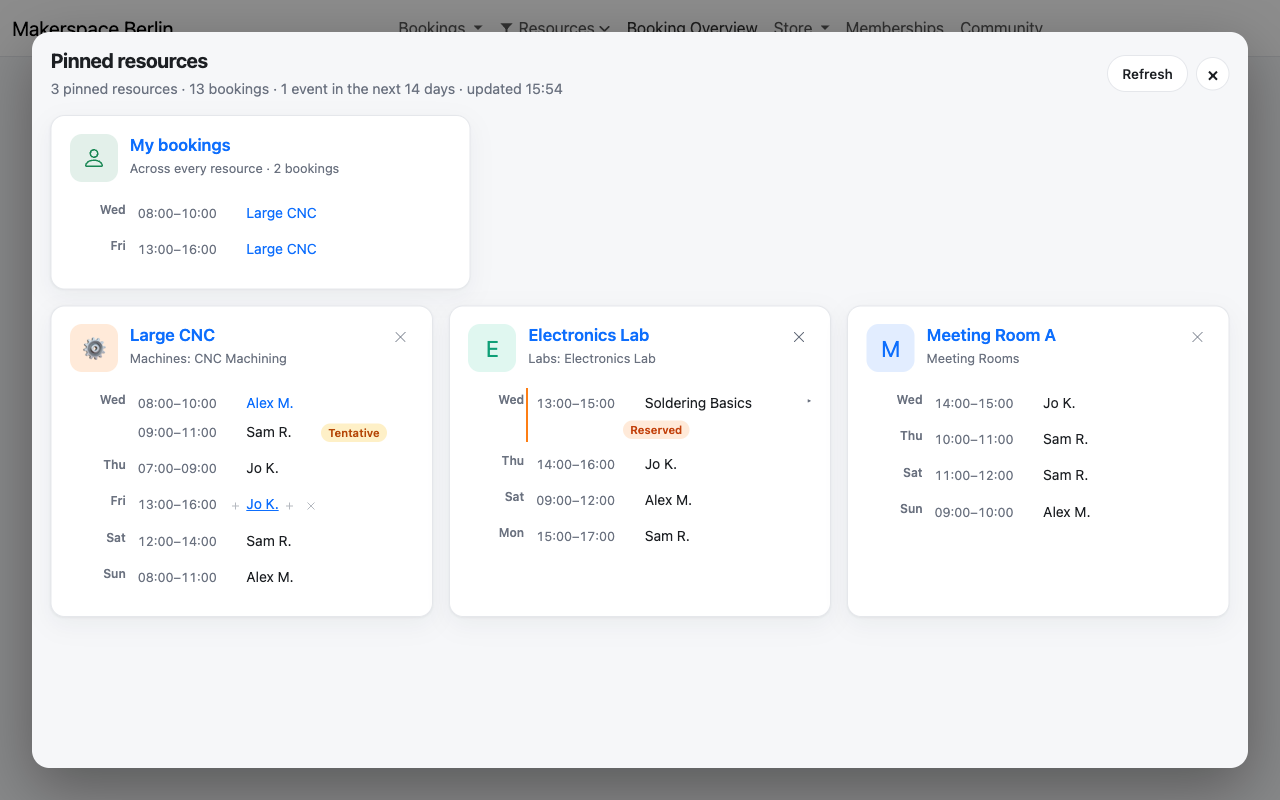 Makerspace Berlin
Bookings Resources Booking Overview Store Memberships Community
Pinned resources
3 pinned resources · 13 bookings · 1 event in the next 14 days · updated 15:54
Refresh
My bookings
Across every resource · 2 bookings
Wed 08:00–10:00 Large CNC
Fri 13:00–16:00 Large CNC
Large CNC
Machines: CNC Machining
Wed 08:00–10:00 Alex M.
09:00–11:00 Sam R. Tentative
Thu 07:00–09:00 Jo K.
Fri 13:00–16:00 + Jo K. + ×
Sat 12:00–14:00 Sam R.
Sun 08:00–11:00 Alex M.
E
Electronics Lab
Labs: Electronics Lab
Wed 13:00–15:00 Soldering Basics
Reserved
Thu 14:00–16:00 Jo K.
Sat 09:00–12:00 Alex M.
Mon 15:00–17:00 Sam R.
M
Meeting Room A
Meeting Rooms
Wed 14:00–15:00 Jo K.
Thu 10:00–11:00 Sam R.
Sat 11:00–12:00 Sam R.
Sun 09:00–10:00 Alex M.